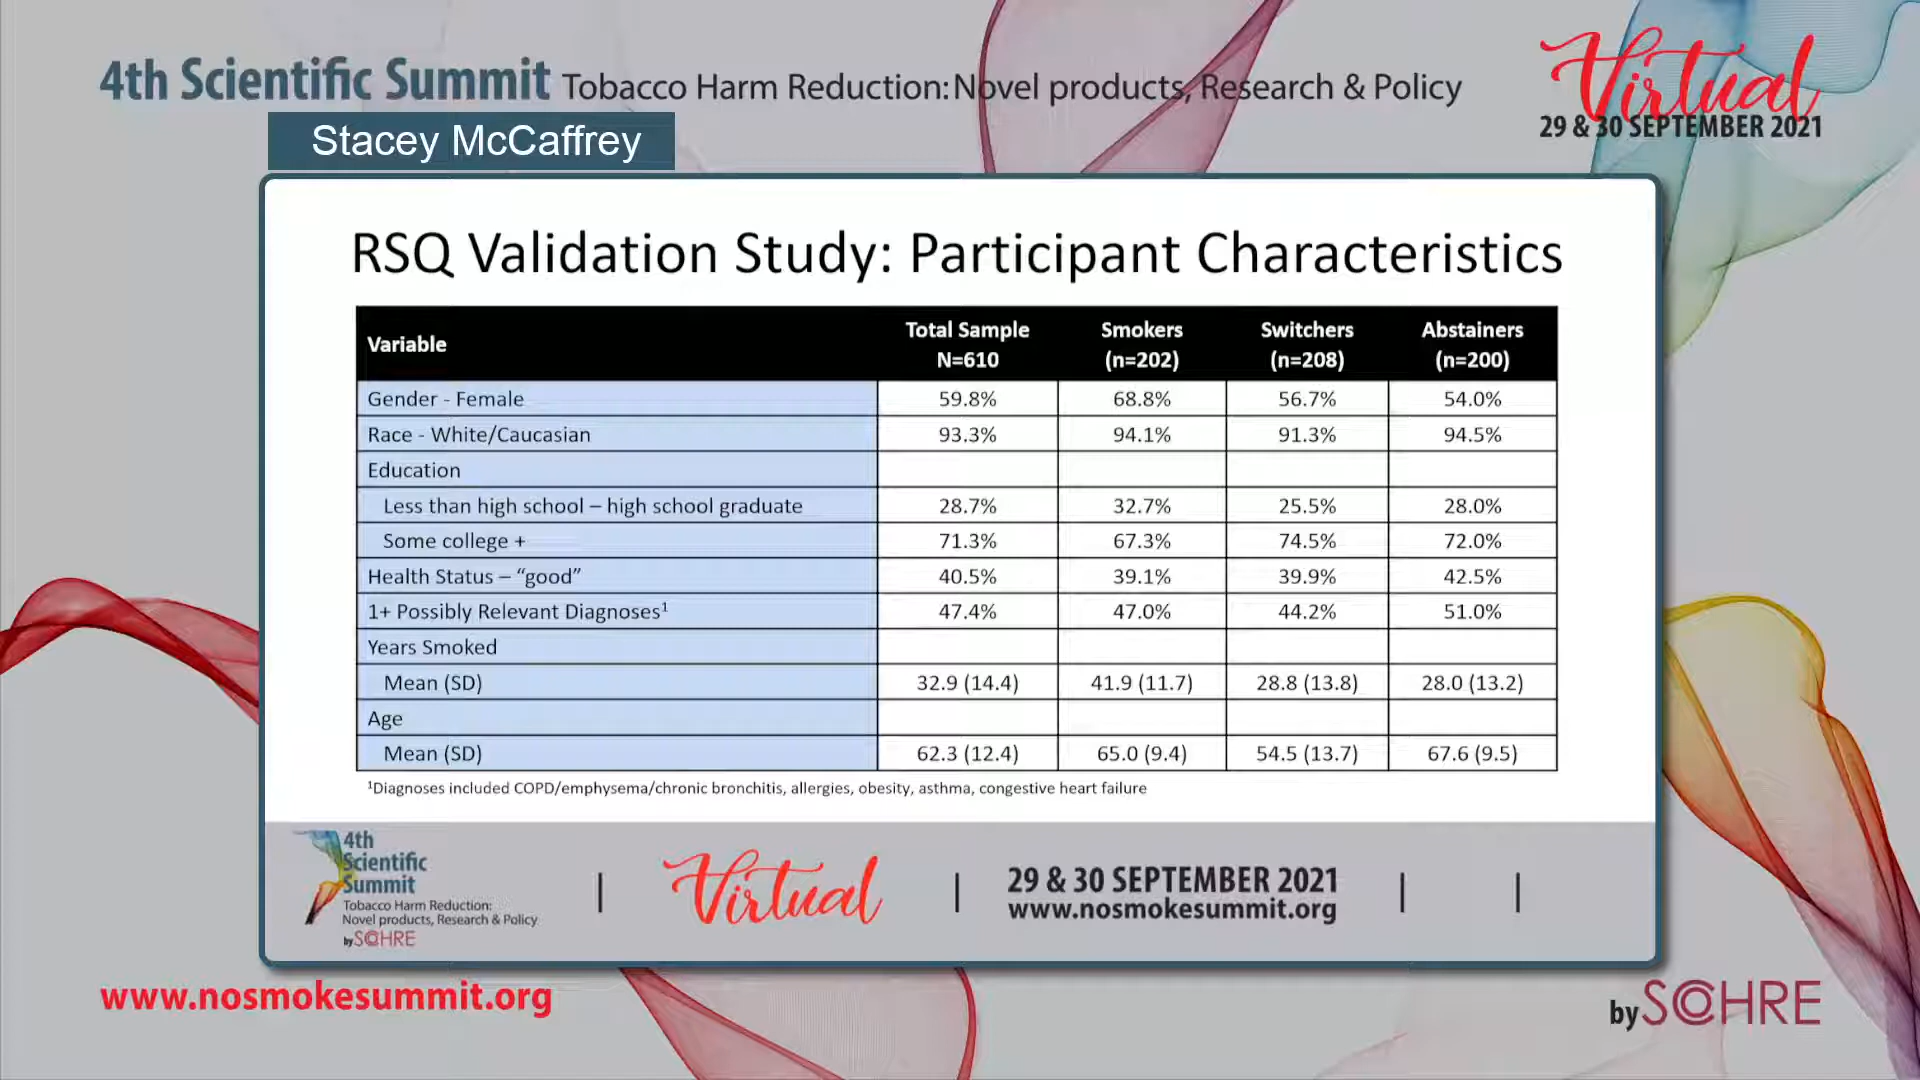 4th Scientific Summit Tobacco Harm Reduction: Novel products, Research & Policy
Virtual
29 & 30 SEPTEMBER 2021
Stacey McCaffrey
RSQ Validation Study: Participant Characteristics
Variable Total Sample N=610 Smokers (n=202) Switchers (n=208) Abstainers (n=200)
Gender - Female 59.8% 68.8% 56.7% 54.0%
Race - White/Caucasian 93.3% 94.1% 91.3% 94.5%
Education
Less than high school – high school graduate 28.7% 32.7% 25.5% 28.0%
Some college + 71.3% 67.3% 74.5% 72.0%
Health Status – “good” 40.5% 39.1% 39.9% 42.5%
1+ Possibly Relevant Diagnoses¹ 47.4% 47.0% 44.2% 51.0%
Years Smoked
Mean (SD) 32.9 (14.4) 41.9 (11.7) 28.8 (13.8) 28.0 (13.2)
Age
Mean (SD) 62.3 (12.4) 65.0 (9.4) 54.5 (13.7) 67.6 (9.5)
¹Diagnoses included COPD/emphysema/chronic bronchitis, allergies, obesity, asthma, congestive heart failure
4th
Scientific
Summit
Tobacco Harm Reduction:
Novel products, Research & Policy
by SCOHRE
Virtual
29 & 30 SEPTEMBER 2021
www.nosmokesummit.org
www.nosmokesummit.org
by SCOHRE